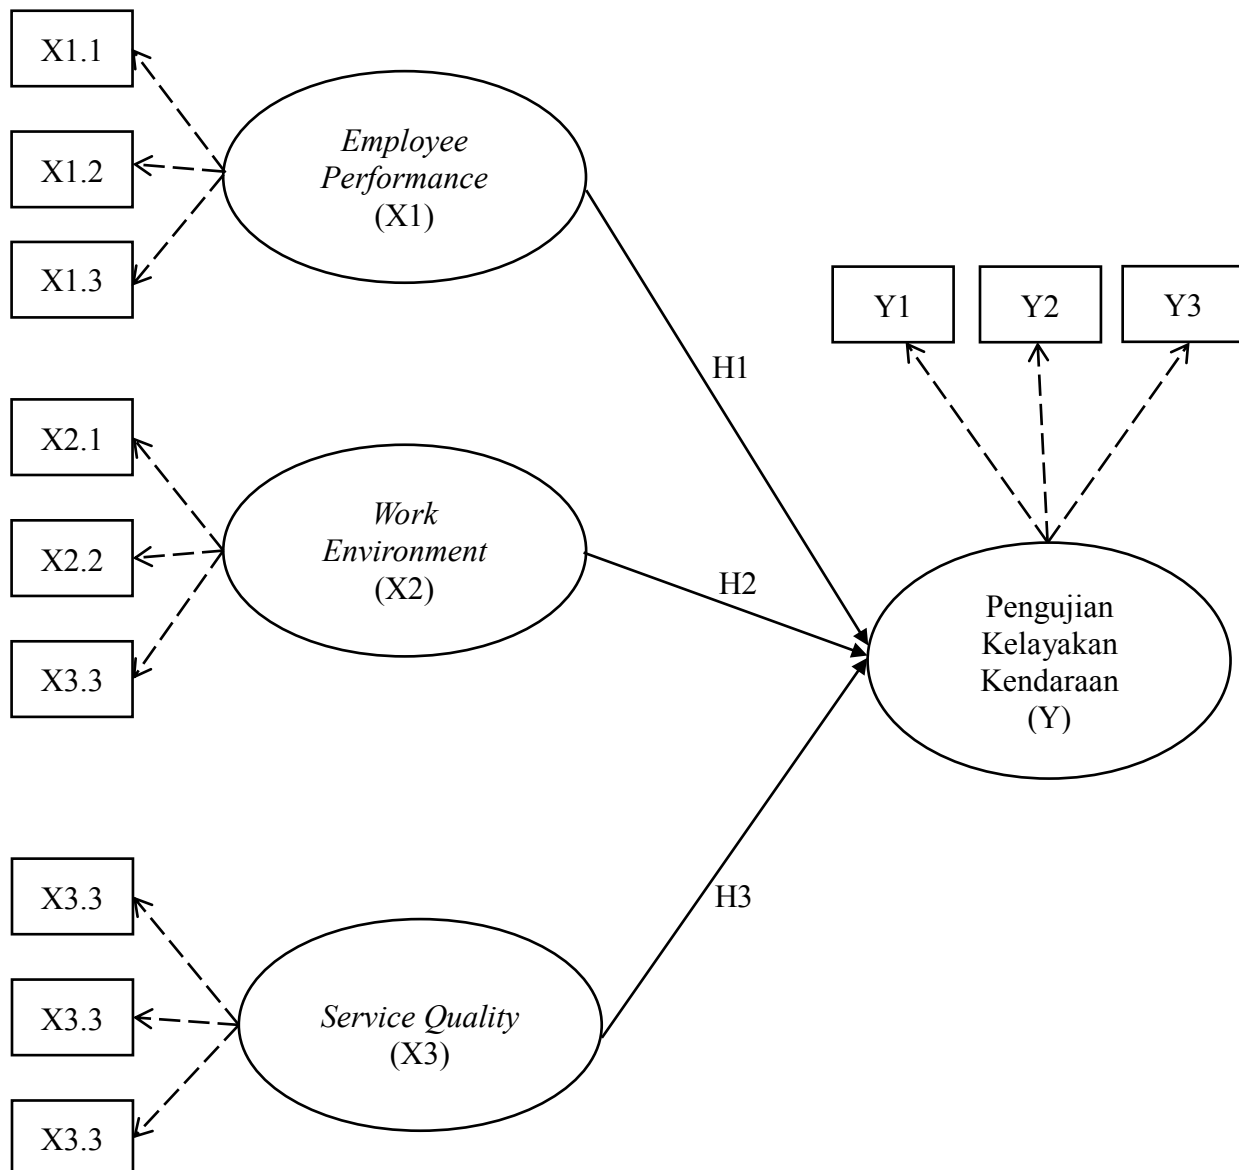 X1.1
X1.2
X1.3
Employee
Performance
(X1)
H1
Y1
Y2
Y3
X2.1
X2.2
X3.3
Work
Environment
(X2)
H2
Pengujian
Kelayakan
Kendaraan
(Y)
X3.3
X3.3
X3.3
Service Quality
(X3)
H3